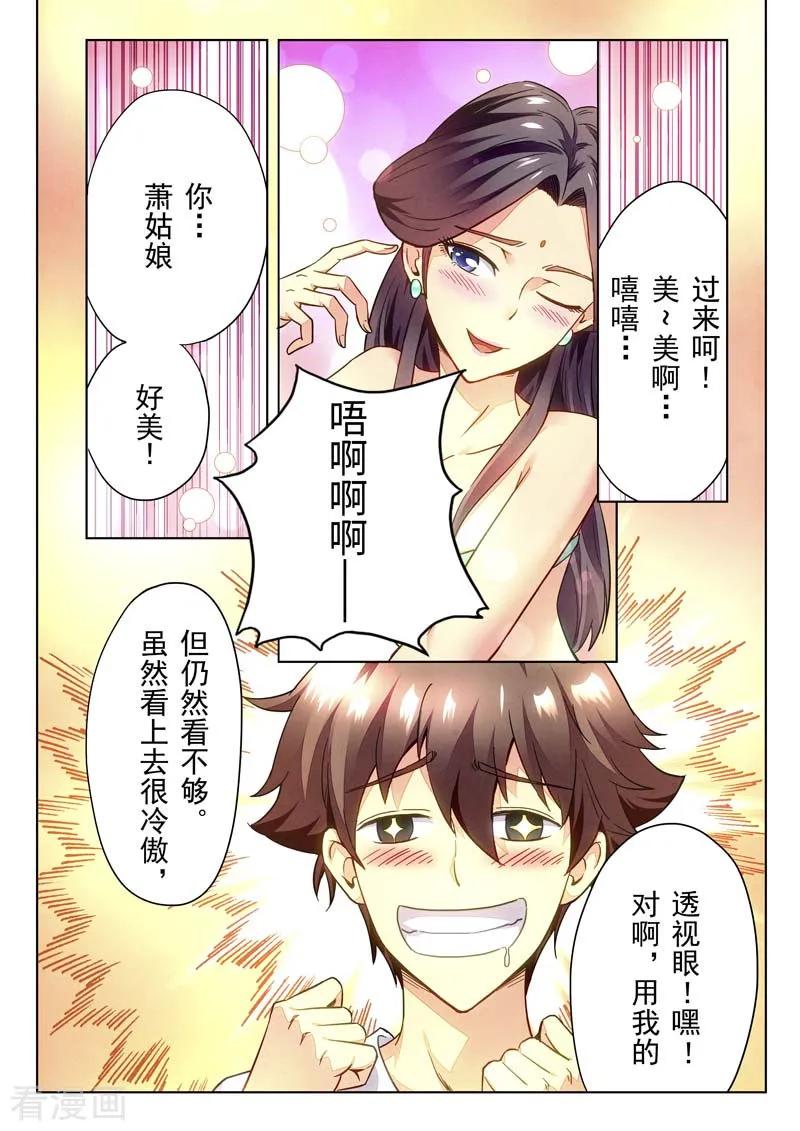 萧姑娘
你…
好美！
嘻嘻…
美~美啊…
过来呵！
唔啊啊啊—
虽然看上去很冷傲，
但仍然看不够。
对啊，用我的
透视眼！嘿！
看漫画